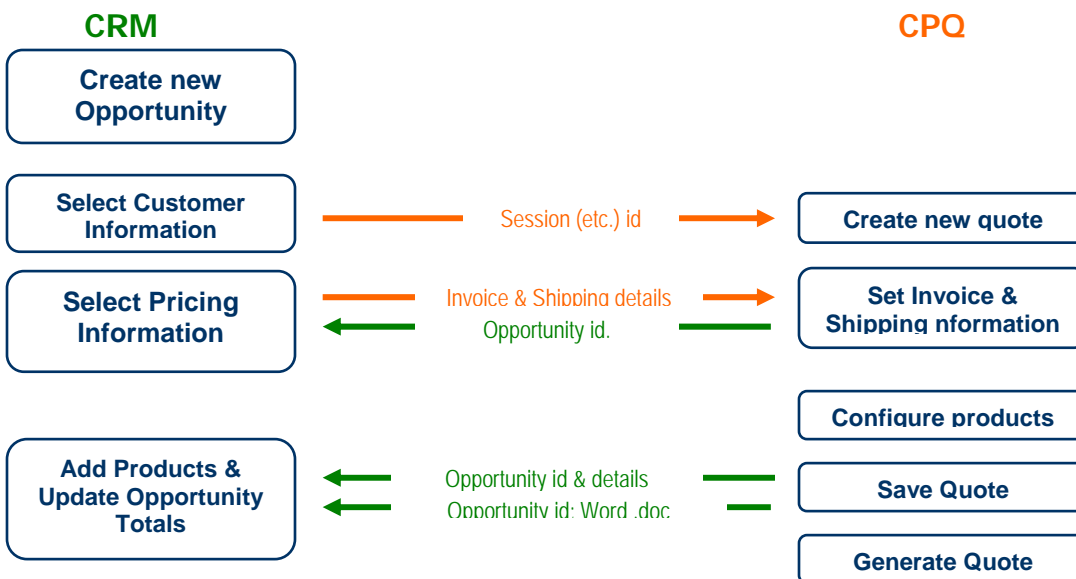 CRM
CPQ
Create new
Opportunity
Select Customer
Information
Session (etc.) id
Create new quote
Select Pricing
Information
Invoice & Shipping details
Opportunity id.
Set Invoice &
Shipping nformation
Configure products
Add Products &
Update Opportunity
Totals
Opportunity id & details
Opportunity id; Word .doc
Save Quote
Generate Quote